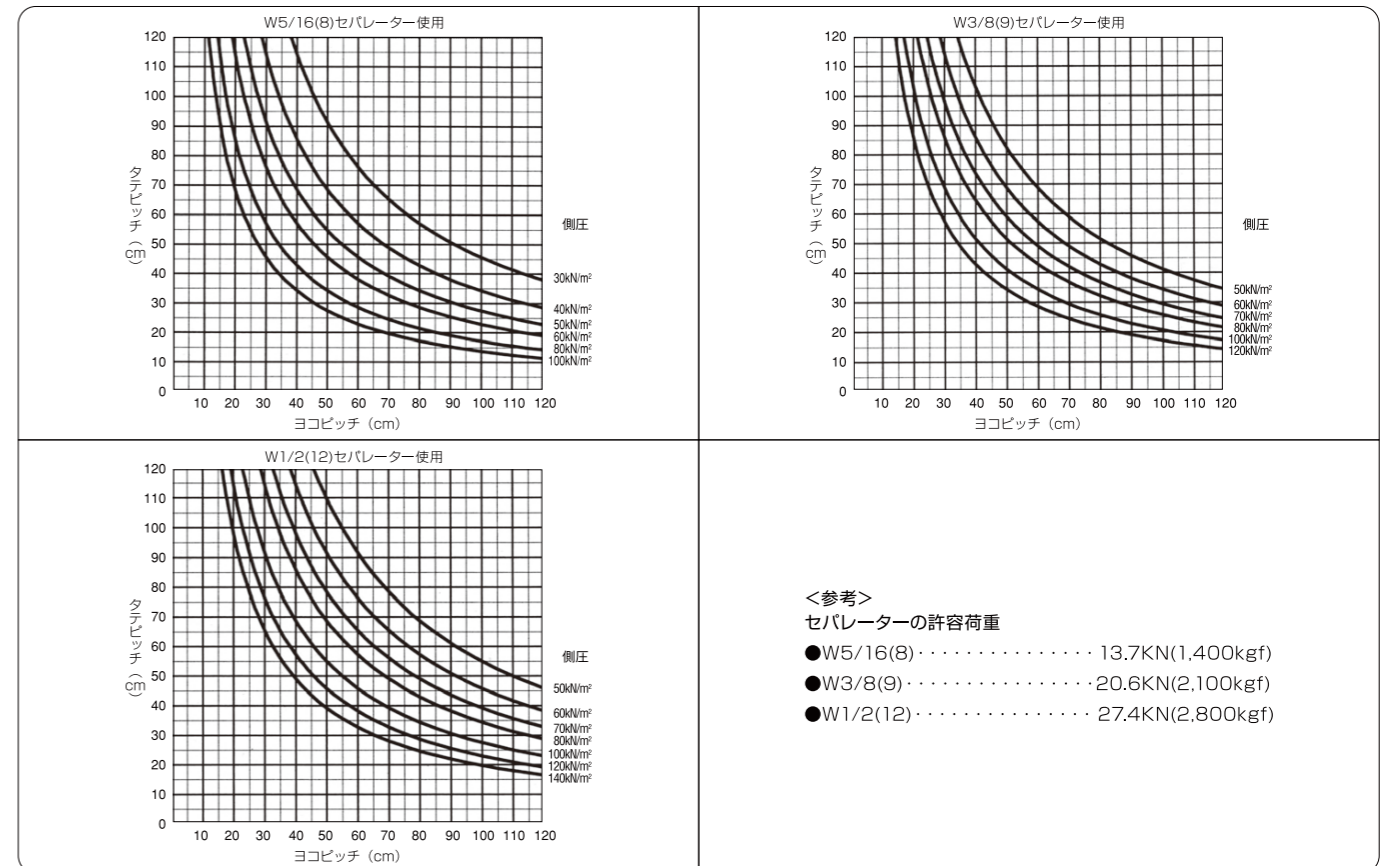 W5/16(8)セパレーター使用
120
110
100
90
80
70
60
50
40
30
20
10
0
タテピッチ（cm）
10 20 30 40 50 60 70 80 90 100 110 120
ヨコピッチ（cm）
側圧
30kN/m²
40kN/m²
50kN/m²
60kN/m²
80kN/m²
100kN/m²
W3/8(9)セパレーター使用
120
110
100
90
80
70
60
50
40
30
20
10
0
タテピッチ（cm）
10 20 30 40 50 60 70 80 90 100 110 120
ヨコピッチ（cm）
側圧
50kN/m²
60kN/m²
70kN/m²
80kN/m²
100kN/m²
120kN/m²
W1/2(12)セパレーター使用
120
110
100
90
80
70
60
50
40
30
20
10
0
タテピッチ（cm）
10 20 30 40 50 60 70 80 90 100 110 120
ヨコピッチ（cm）
側圧
50kN/m²
60kN/m²
70kN/m²
80kN/m²
100kN/m²
120kN/m²
140kN/m²
＜参考＞
セパレーターの許容荷重
●W5/16(8)・・・・・・・・・・・・・・・13.7KN(1,400kgf)
●W3/8(9)・・・・・・・・・・・・・・・・20.6KN(2,100kgf)
●W1/2(12)・・・・・・・・・・・・・・・27.4KN(2,800kgf)